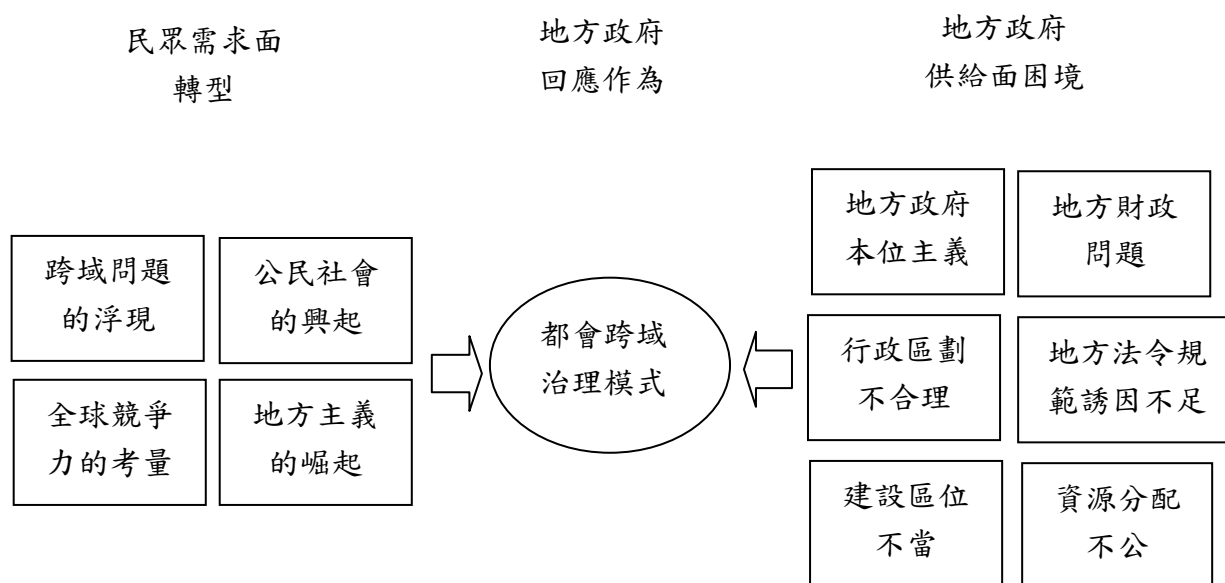 民眾需求面
轉型
地方政府
回應作為
地方政府
供給面困境
跨域問題
的浮現
公民社會
的興起
全球競爭
力的考量
地方主義
的崛起
都會跨域
治理模式
地方政府
本位主義
地方財政
問題
行政區劃
不合理
地方法令規
範誘因不足
建設區位
不當
資源分配
不公